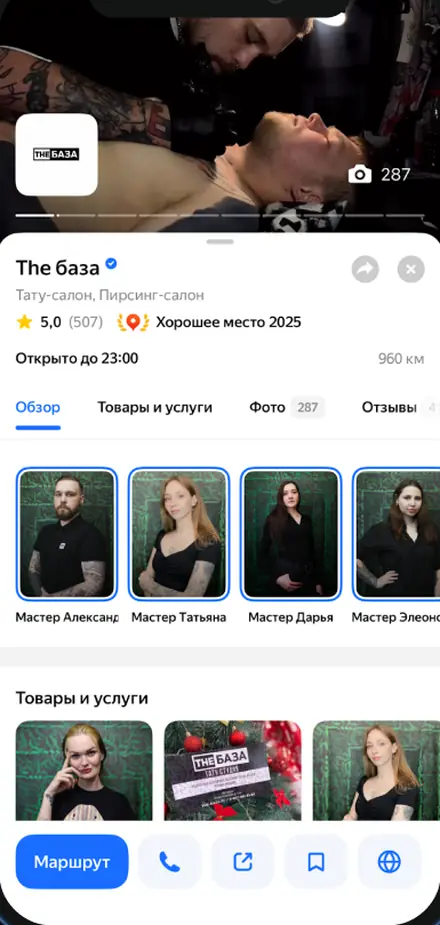 THE БАЗА
287
The база
Тату-салон, Пирсинг-салон
5,0 (507) Хорошее место 2025
Открыто до 23:00 960 км
Обзор Товары и услуги Фото 287 Отзывы
Мастер Александ Мастер Татьяна Мастер Дарья Мастер Элеоно
Товары и услуги
THE БАЗА
ТАТУ СТУДИЯ
Маршрут